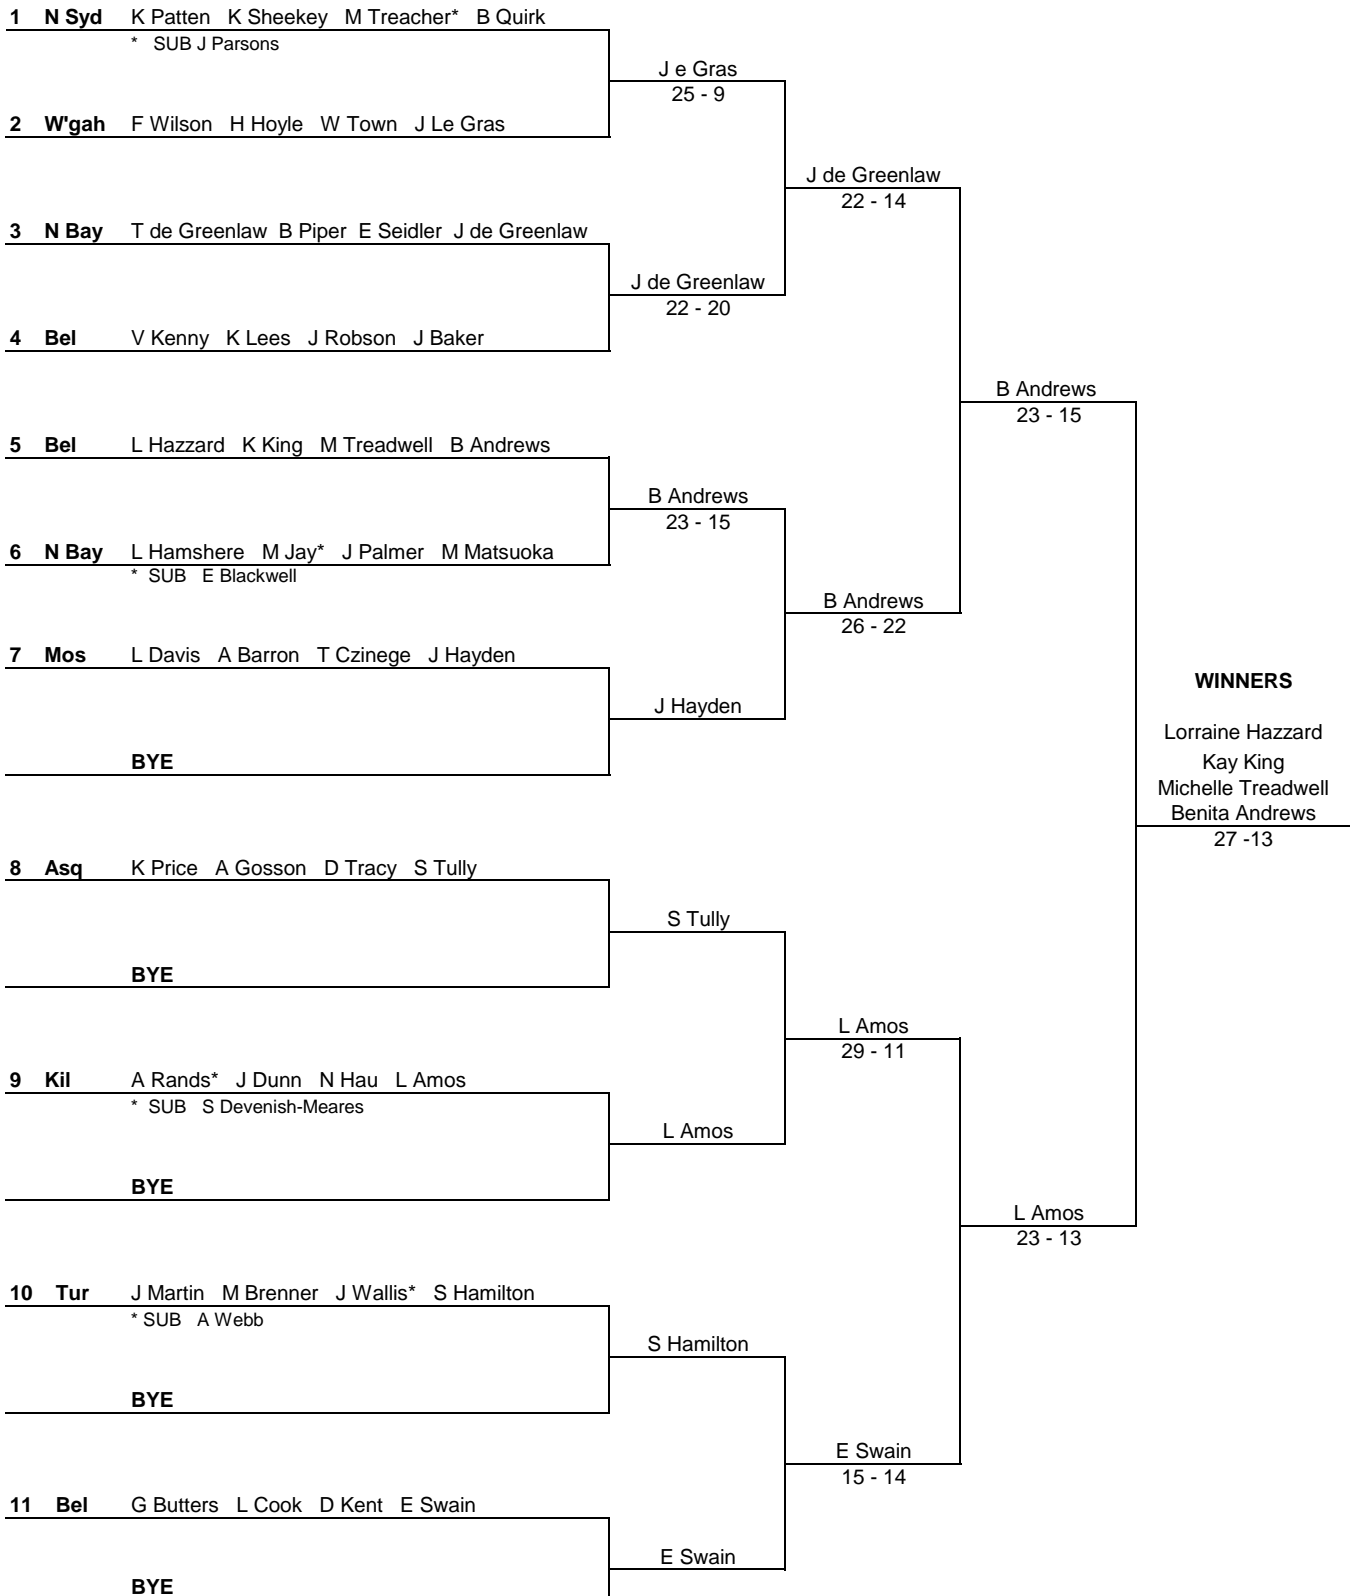 1 N Syd K Patten K Sheekey M Treacher* B Quirk
* SUB J Parsons
J e Gras
25 - 9
2 W'gah F Wilson H Hoyle W Town J Le Gras
J de Greenlaw
22 - 14
3 N Bay T de Greenlaw B Piper E Seidler J de Greenlaw
J de Greenlaw
22 - 20
4 Bel V Kenny K Lees J Robson J Baker
B Andrews
23 - 15
5 Bel L Hazzard K King M Treadwell B Andrews
B Andrews
23 - 15
6 N Bay L Hamshere M Jay* J Palmer M Matsuoka
* SUB E Blackwell
B Andrews
26 - 22
7 Mos L Davis A Barron T Czinege J Hayden
WINNERS
J Hayden
Lorraine Hazzard
BYE
Kay King
Michelle Treadwell
Benita Andrews
27 -13
8 Asq K Price A Gosson D Tracy S Tully
S Tully
BYE
L Amos
29 - 11
9 Kil A Rands* J Dunn N Hau L Amos
* SUB S Devenish-Meares
L Amos
BYE
L Amos
23 - 13
10 Tur J Martin M Brenner J Wallis* S Hamilton
* SUB A Webb
S Hamilton
BYE
E Swain
15 - 14
11 Bel G Butters L Cook D Kent E Swain
E Swain
BYE